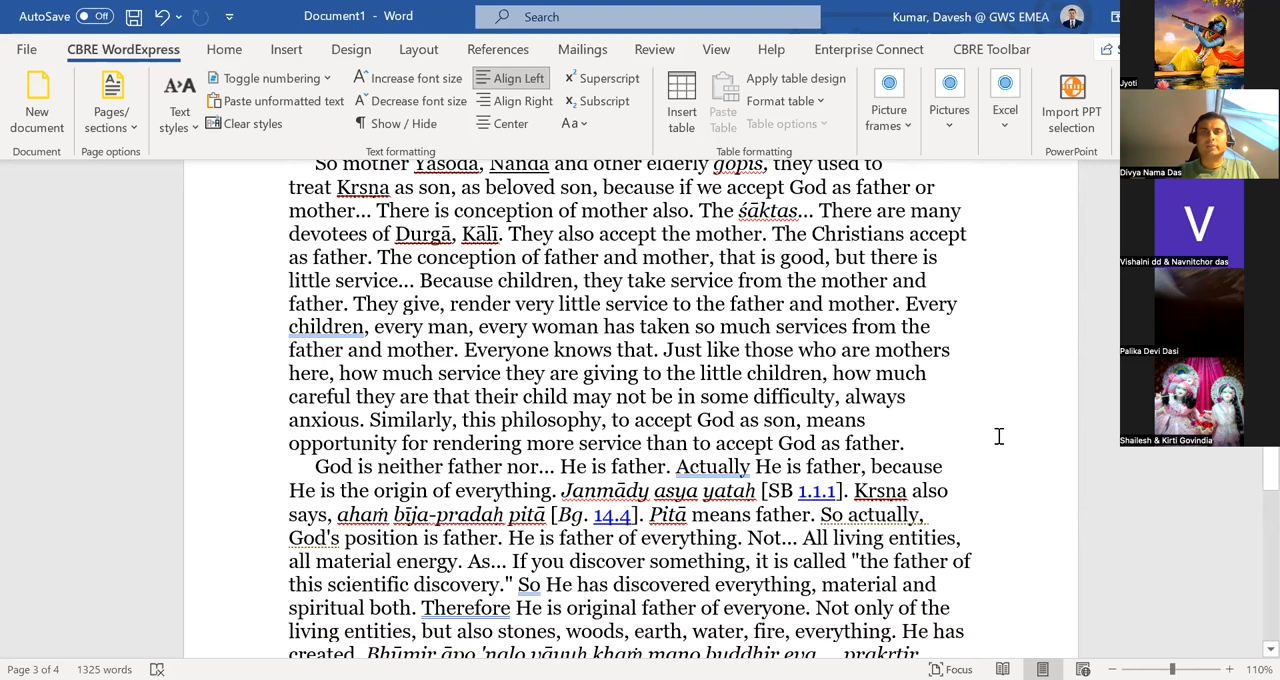 AutoSave Off Document1 - Word Search Kumar, Davesh @ GWS EMEA
File CBRE WordExpress Home Insert Design Layout References Mailings Review View Help Enterprise Connect CBRE Toolbar
New document
Pages/ sections
Text styles
Toggle numbering
Paste unformatted text
Clear styles
Increase font size
Decrease font size
Show / Hide
Align Left
Align Right
Center
Superscript
Subscript
Aa
Insert table
Paste Table
Apply table design
Format table
Table options
Picture frames
Pictures
Excel
Import PPT selection
Document Page options Text formatting Table formatting PowerPoint
So mother Yaśodā, Nanda and other elderly gopīs, they used to
treat Kṛṣṇa as son, as beloved son, because if we accept God as father or
mother... There is conception of mother also. The śāktas... There are many
devotees of Durgā, Kālī. They also accept the mother. The Christians accept
as father. The conception of father and mother, that is good, but there is
little service... Because children, they take service from the mother and
father. They give, render very little service to the father and mother. Every
children, every man, every woman has taken so much services from the
father and mother. Everyone knows that. Just like those who are mothers
here, how much service they are giving to the little children, how much
careful they are that their child may not be in some difficulty, always
anxious. Similarly, this philosophy, to accept God as son, means
opportunity for rendering more service than to accept God as father.
God is neither father nor... He is father. Actually He is father, because
He is the origin of everything. Janmādy asya yataḥ [SB 1.1.1]. Kṛṣṇa also
says, ahaṁ bīja-pradaḥ pitā [Bg. 14.4]. Pitā means father. So actually,
God's position is father. He is father of everything. Not... All living entities,
all material energy. As... If you discover something, it is called "the father of
this scientific discovery." So He has discovered everything, material and
spiritual both. Therefore He is original father of everyone. Not only of the
living entities, but also stones, woods, earth, water, fire, everything. He has
created. Bhūmir āpo 'nalo vāyuḥ khaṁ mano buddhir eva ... prakṛtir
Jyoti
Divya Nama Das
V
Vishalni dd & Navnitchor das
Palika Devi Dasi
Shailesh & Kirti Govindia
Page 3 of 4 1325 words Focus 110%